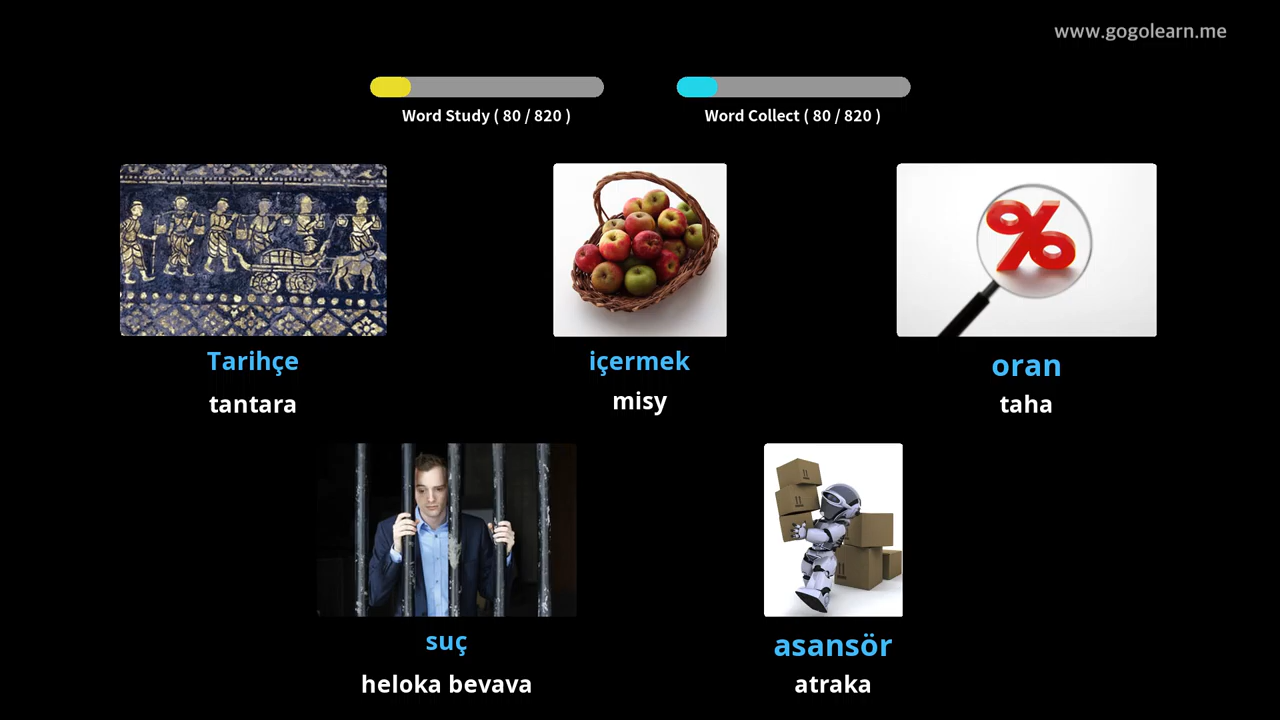 www.gogolearn.me
Word Study ( 80 / 820 )
Word Collect ( 80 / 820 )
Tarihçe
içermek
oran
tantara
misy
taha
suç
asansör
heloka bevava
atraka